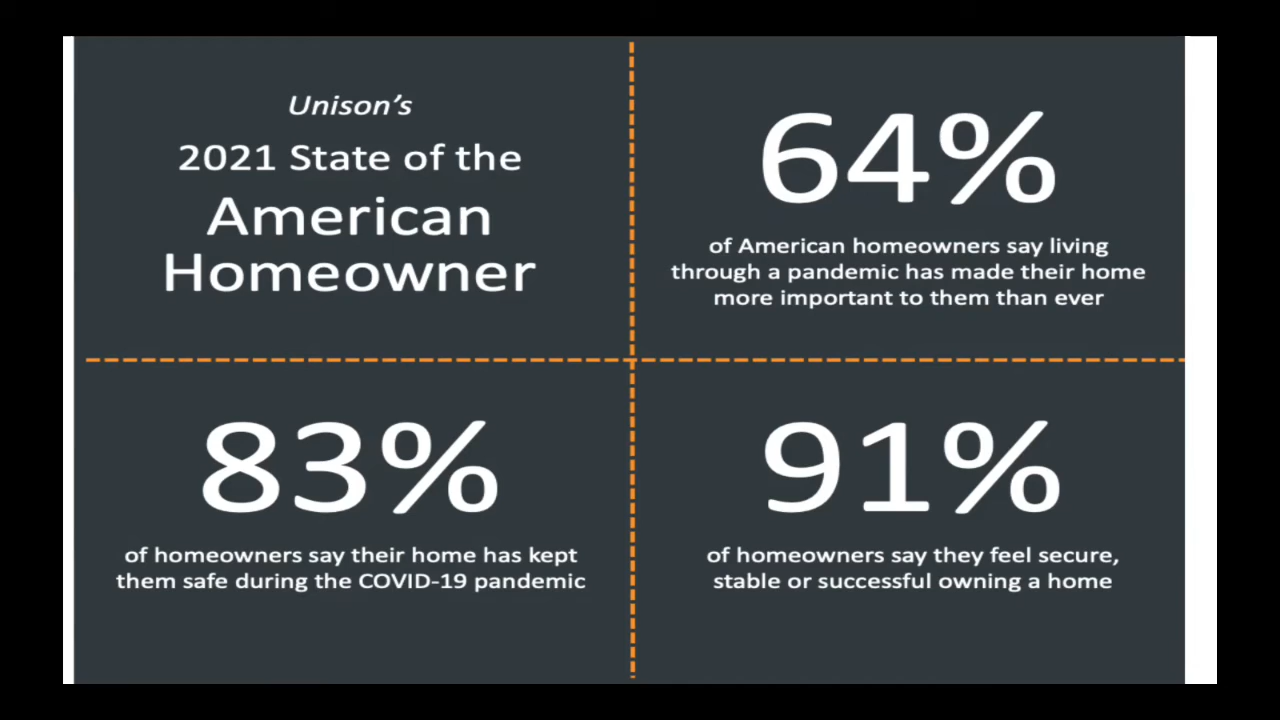 Unison's
2021 State of the
American
Homeowner
64%
of American homeowners say living
through a pandemic has made their home
more important to them than ever
83%
of homeowners say their home has kept
them safe during the COVID-19 pandemic
91%
of homeowners say they feel secure,
stable or successful owning a home